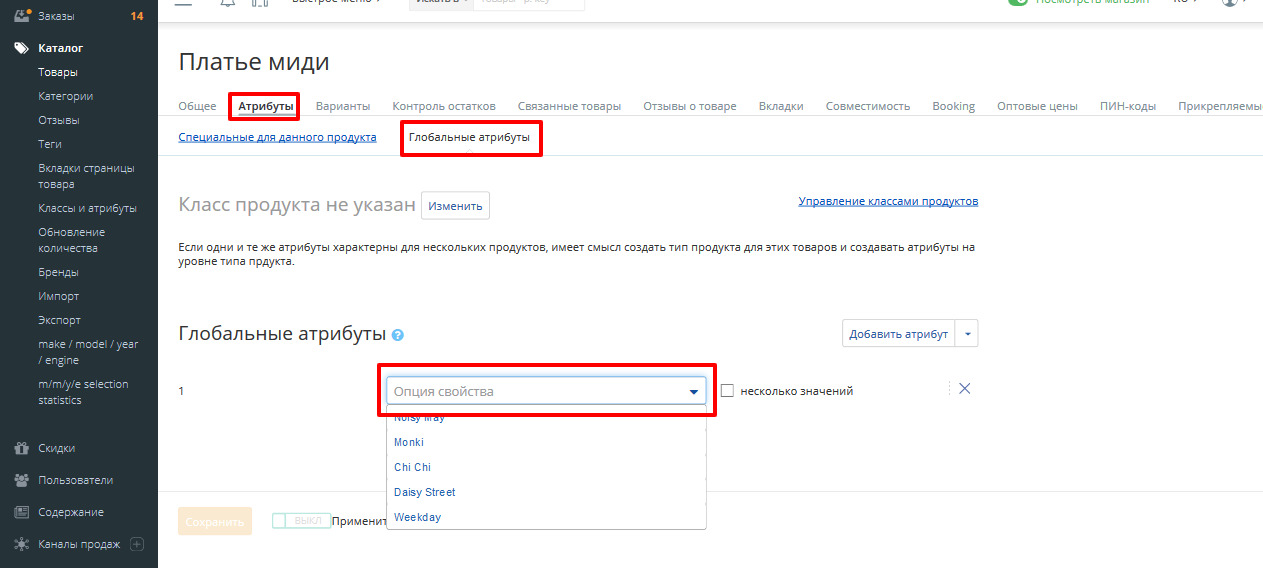 Заказы 14
Каталог
Товары
Категории
Отзывы
Теги
Вкладки страницы
товара
Классы и атрибуты
Обновление
количества
Бренды
Импорт
Экспорт
make / model / year
/ engine
m/m/y/e selection
statistics
Скидки
Пользователи
Содержание
Каналы продаж
Быстрое меню
Искать в
Посмотреть магазин
RU
Платье миди
Общее Атрибуты Варианты Контроль остатков Связанные товары Отзывы о товаре Вкладки Совместимость Booking Оптовые цены ПИН-коды Прикрепляемы
Специальные для данного продукта Глобальные атрибуты
Класс продукта не указан Изменить Управление классами продуктов
Если одни и те же атрибуты характерны для нескольких продуктов, имеет смысл создать тип продукта для этих товаров и создавать атрибуты на
уровне типа прдукта.
Глобальные атрибуты ? Добавить атрибут
1 Опция свойства несколько значений
Noisy May
Monki
Chi Chi
Daisy Street
Weekday
Сохранить ВЫКЛ Применит